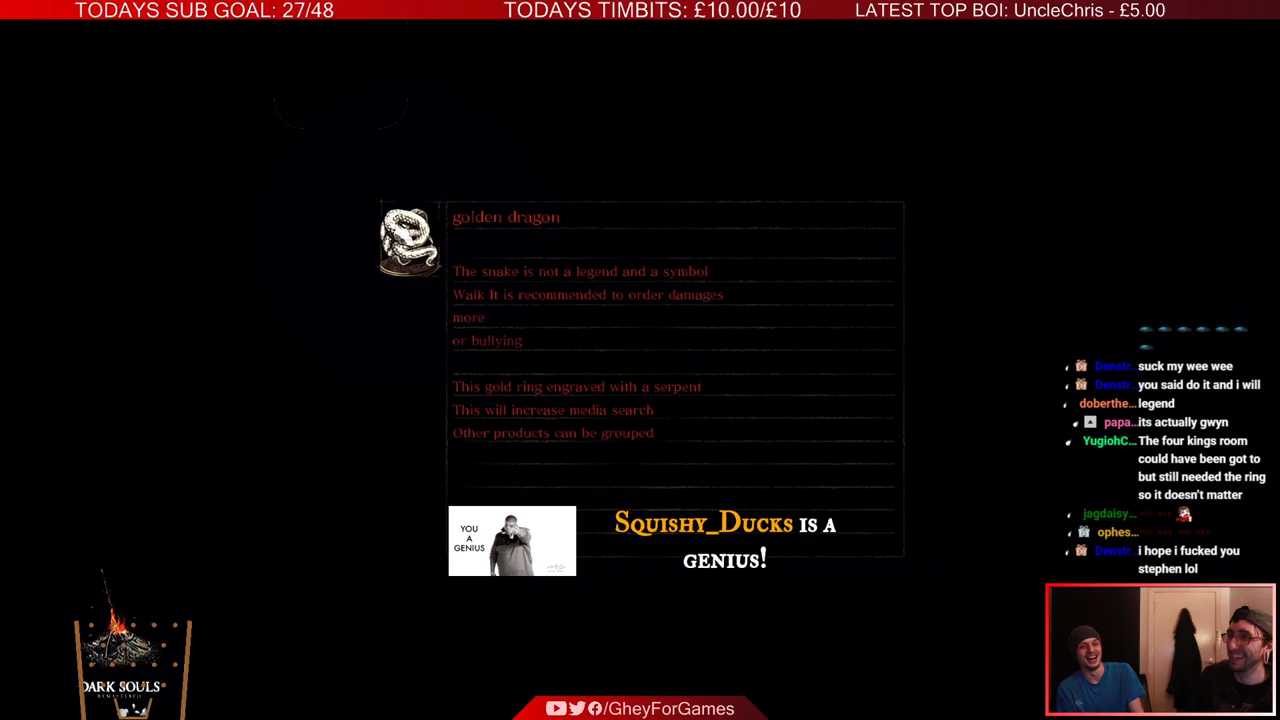 TODAYS SUB GOAL: 27/48
TODAYS TIMBITS: £10.00/£10
LATEST TOP BOI: UncleChris - £5.00
golden dragon
The snake is not a legend and a symbol
Walk It is recommended to order damages
more
or bullying
This gold ring engraved with a serpent
This will increase media search
Other products can be grouped
YOU
A
GENIUS
Squishy_Ducks is a
genius!
Denstr... suck my wee wee
Denstr... you said do it and i will
doberthe... legend
papa... its actually gwyn
YugiohC... The four kings room
could have been got to
but still needed the ring
so it doesn't matter
jagdaisy...
ophes...
Denstr... i hope i fucked you
stephen lol
DARK SOULS
REMASTERED
/GheyForGames